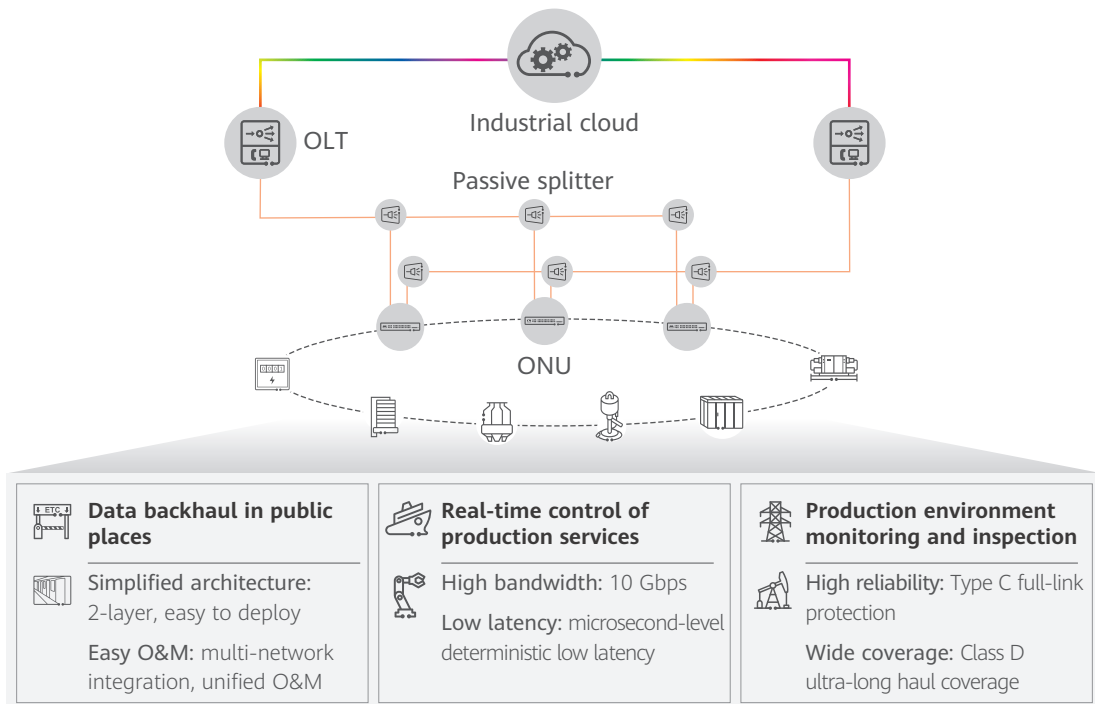 Industrial cloud
OLT
Passive splitter
ONU
ETC
Data backhaul in public
places
Simplified architecture:
2-layer, easy to deploy
Easy O&M: multi-network
integration, unified O&M
Real-time control of
production services
High bandwidth: 10 Gbps
Low latency: microsecond-level
deterministic low latency
Production environment
monitoring and inspection
High reliability: Type C full-link
protection
Wide coverage: Class D
ultra-long haul coverage